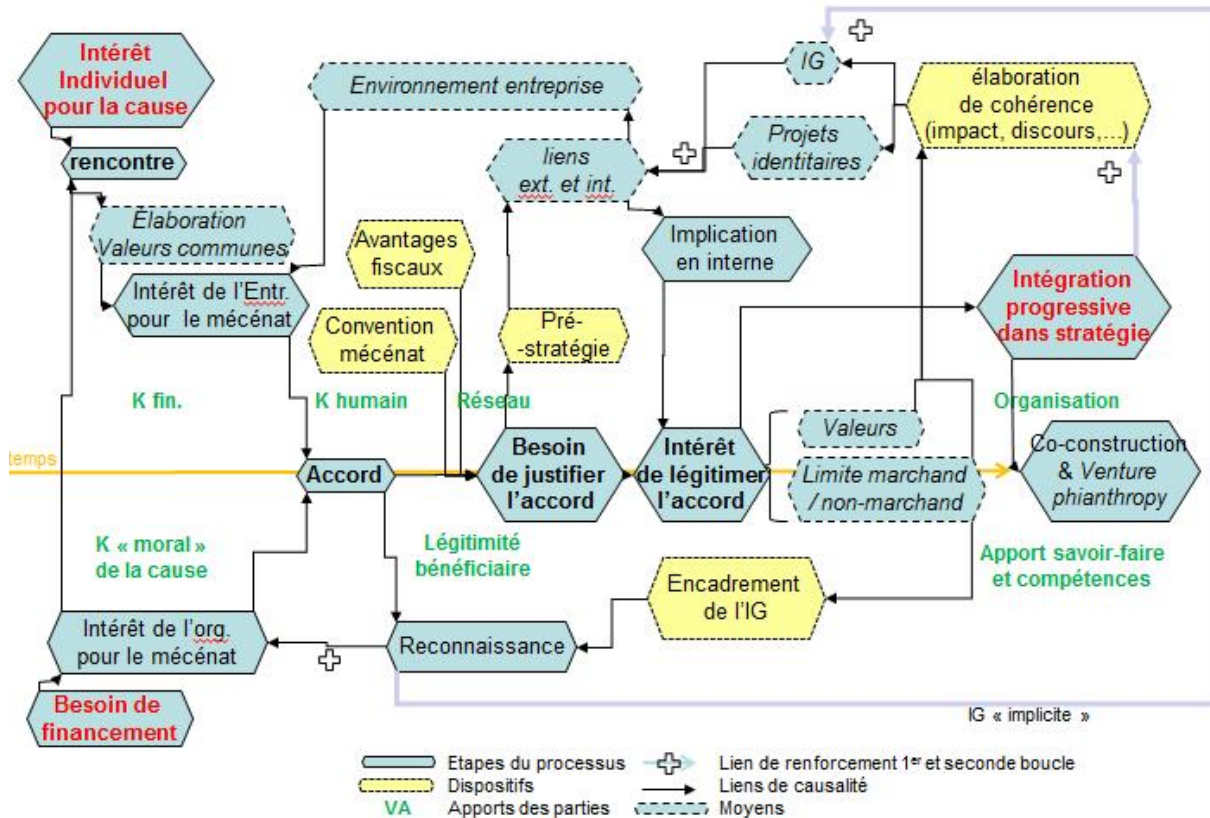 Intérêt
Individuel
pour la cause
rencontre
Élaboration
Valeurs communes
Intérêt de l'Entr.
pour le mécénat
Environnement entreprise
liens
ext. et int.
IG
Projets
identitaires
élaboration
de cohérence
(impact, discours,...)
Avantages
fiscaux
Convention
mécénat
Pré-
-stratégie
Implication
en interne
Intégration
progressive
dans stratégie
K fin.
K humain
Réseau
Organisation
temps
Accord
Besoin
de justifier
l'accord
Intérêt
de légitimer
l'accord
Valeurs
Limite marchand
/ non-marchand
Co-construction
& Venture
phianthropy
K « moral »
de la cause
Légitimité
bénéficiaire
Apport savoir-faire
et compétences
Encadrement
de l'IG
Intérêt de l'org.
pour le mécénat
Reconnaissance
Besoin de
financement
IG « implicite »
Etapes du processus
Lien de renforcement 1er et seconde boucle
Dispositifs
Liens de causalité
VA Apports des parties
Moyens